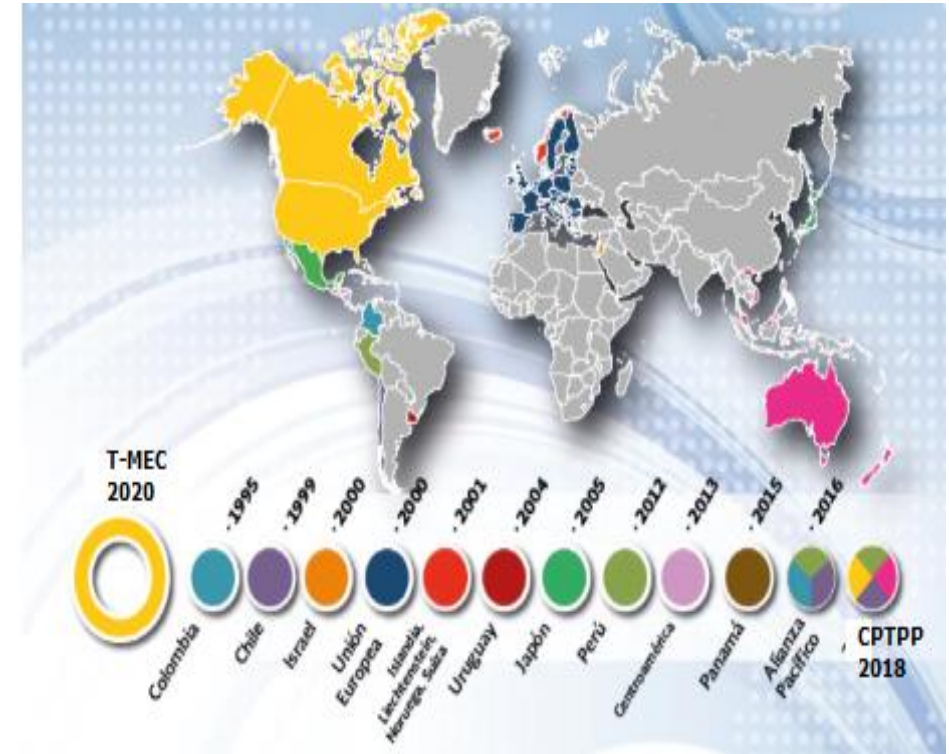 T-MEC
2020
- 1995
- 1999
- 2000
- 2000
- 2001
- 2004
- 2005
- 2012
- 2013
- 2015
- 2016
Colombia
Chile
Israel
Unión
Europea
Islandia,
Liechtenstein,
Noruega, Suiza
Uruguay
Japón
Perú
Centroamérica
Panamá
Alianza
Pacífico
CPTPP
2018